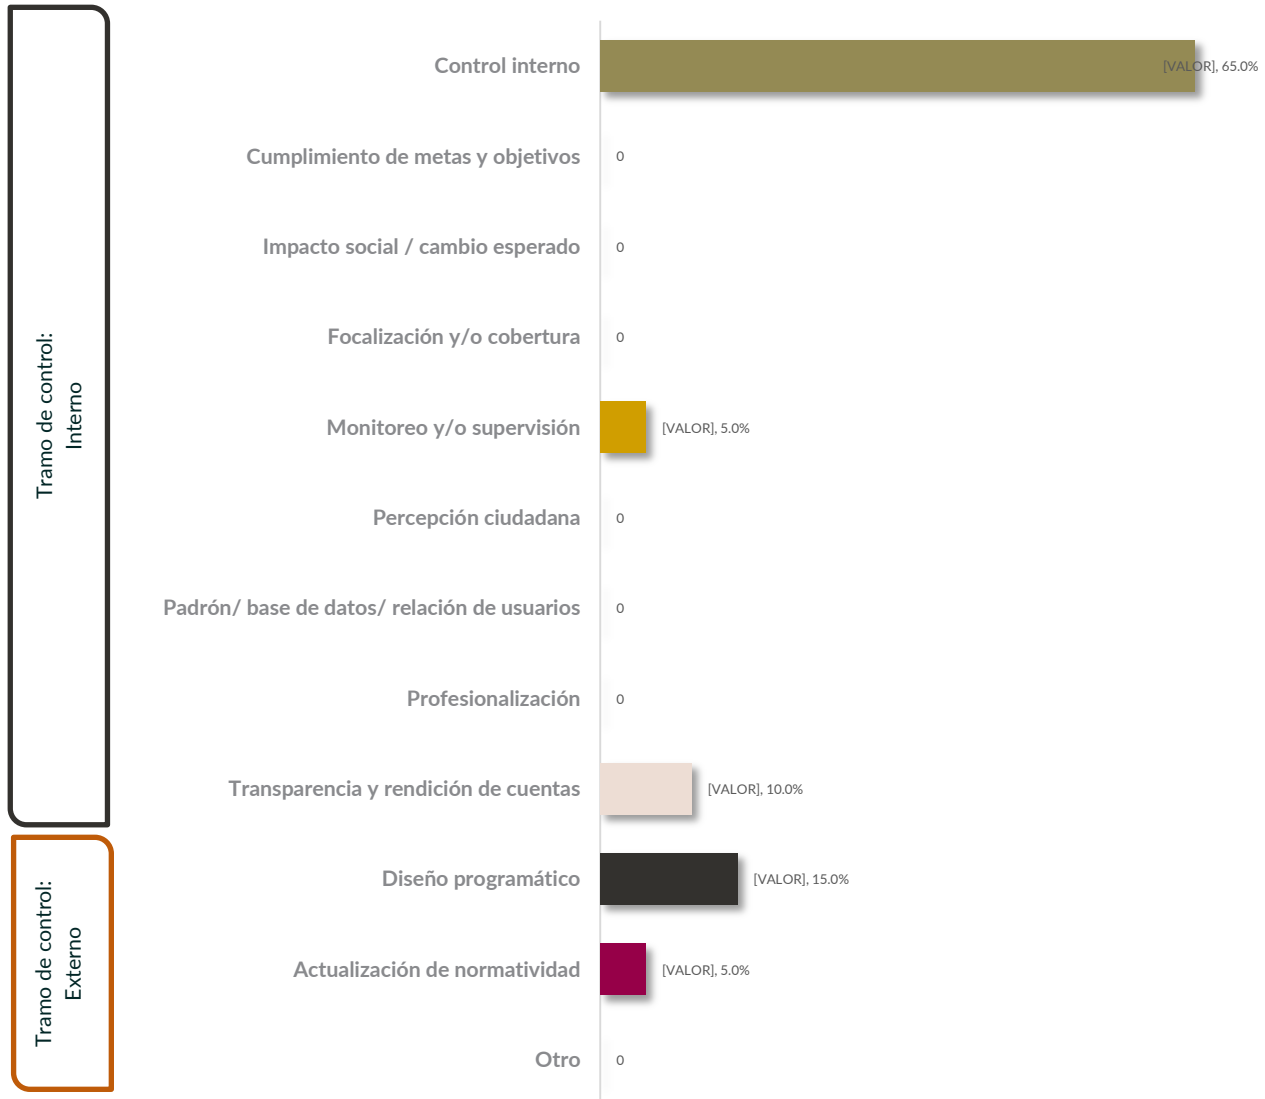 Tramo de control:
Interno
Control interno
[VALOR], 65.0%
Cumplimiento de metas y objetivos
0
Impacto social / cambio esperado
0
Focalización y/o cobertura
0
Monitoreo y/o supervisión
[VALOR], 5.0%
Percepción ciudadana
0
Padrón/ base de datos/ relación de usuarios
0
Profesionalización
0
Transparencia y rendición de cuentas
[VALOR], 10.0%
Tramo de control:
Externo
Diseño programático
[VALOR], 15.0%
Actualización de normatividad
[VALOR], 5.0%
Otro
0